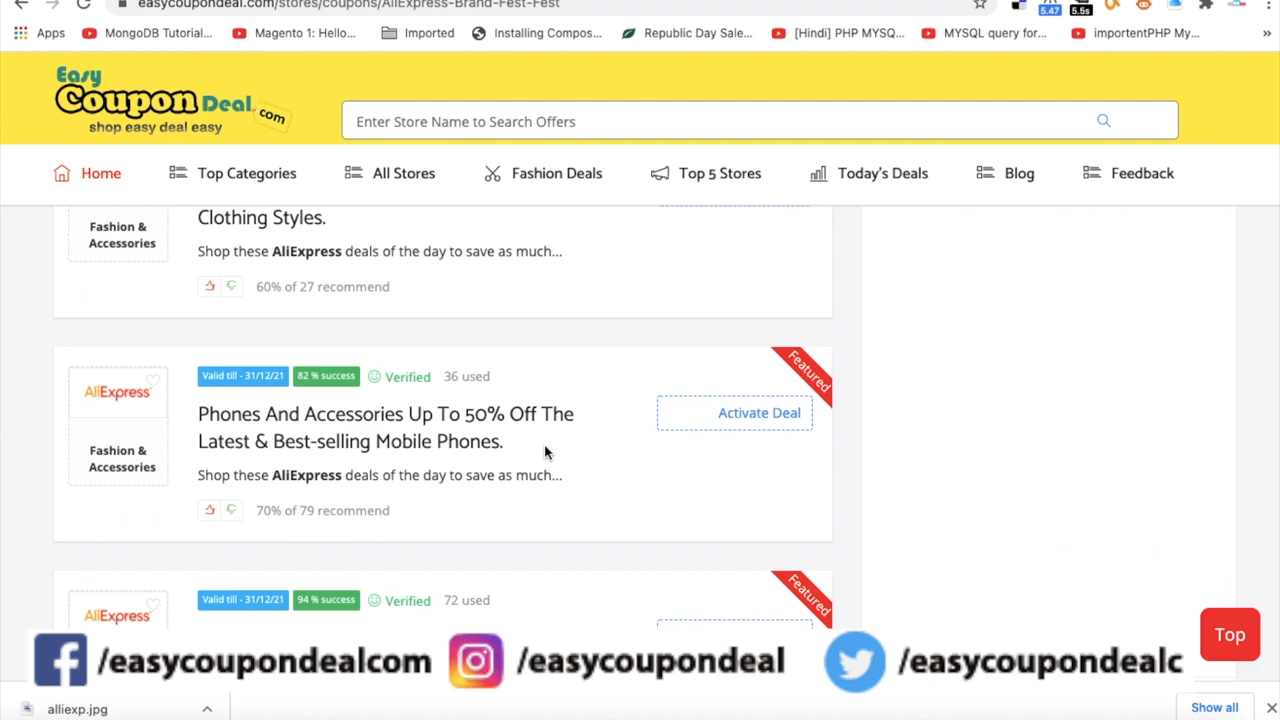 easycoupondeal.com/stores/coupons/AliExpress-Brand-Fest-Fest
5.47 5.5s
Apps MongoDB Tutorial... Magento 1: Hello... Imported Installing Compos... Republic Day Sale... [Hindi] PHP MYSQ... MYSQL query for... importentPHP My... »
Easy
Coupon Deal.com
shop easy deal easy
Enter Store Name to Search Offers
Home Top Categories All Stores Fashion Deals Top 5 Stores Today's Deals Blog Feedback
Fashion &
Accessories
Clothing Styles.
Shop these AliExpress deals of the day to save as much...
60% of 27 recommend
AliExpress
Fashion &
Accessories
Valid till - 31/12/21 82 % success Verified 36 used
Featured
Phones And Accessories Up To 50% Off The
Latest & Best-selling Mobile Phones.
Activate Deal
Shop these AliExpress deals of the day to save as much...
70% of 79 recommend
AliExpress
Valid till - 31/12/21 94 % success Verified 72 used
Featured
Top
/easycoupondealcom /easycoupondeal /easycoupondealc
alliexp.jpg
Show all